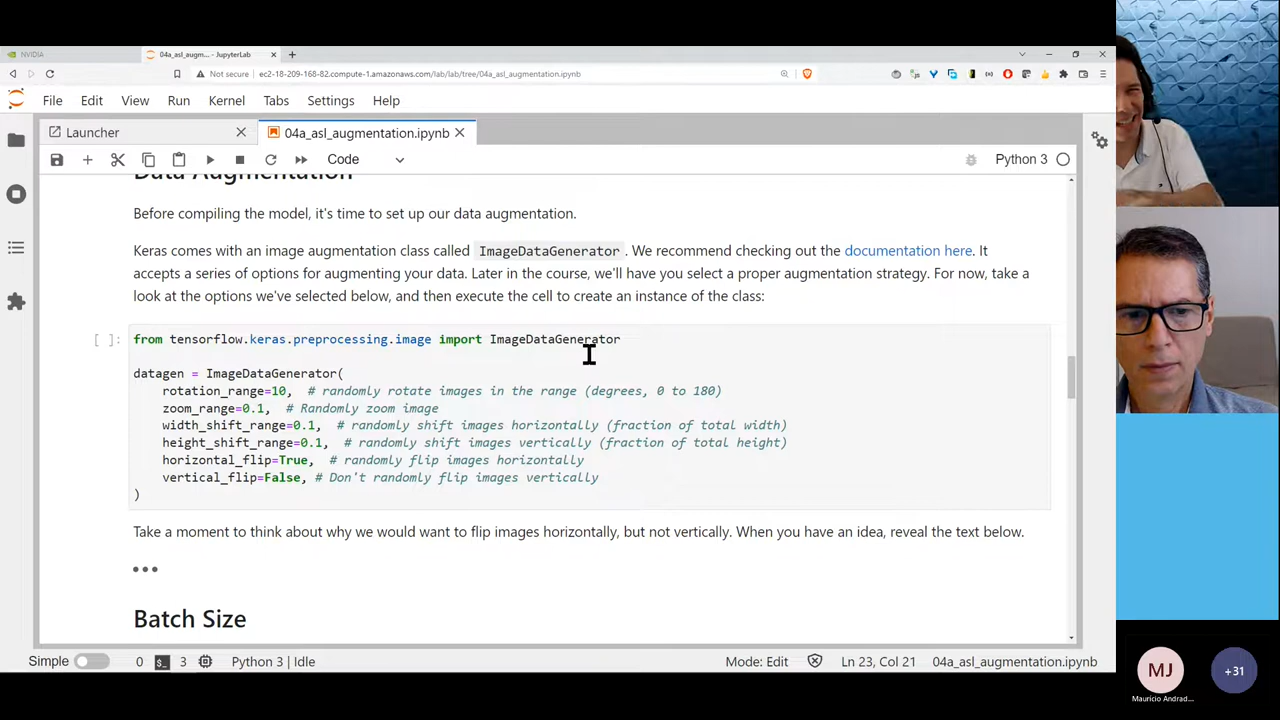 NVIDIA
04a_asl_augm... - JupyterLab
Not secure
ec2-18-209-168-82.compute-1.amazonaws.com/lab/lab/tree/04a_asl_augmentation.ipynb
File Edit View Run Kernel Tabs Settings Help
Launcher
04a_asl_augmentation.ipynb
Code
Python 3
Data Augmentation
Before compiling the model, it's time to set up our data augmentation.
Keras comes with an image augmentation class called ImageDataGenerator . We recommend checking out the documentation here. It
accepts a series of options for augmenting your data. Later in the course, we'll have you select a proper augmentation strategy. For now, take a
look at the options we've selected below, and then execute the cell to create an instance of the class:
[ ]: from tensorflow.keras.preprocessing.image import ImageDataGenerator
datagen = ImageDataGenerator(
rotation_range=10, # randomly rotate images in the range (degrees, 0 to 180)
zoom_range=0.1, # Randomly zoom image
width_shift_range=0.1, # randomly shift images horizontally (fraction of total width)
height_shift_range=0.1, # randomly shift images vertically (fraction of total height)
horizontal_flip=True, # randomly flip images horizontally
vertical_flip=False, # Don't randomly flip images vertically
)
Take a moment to think about why we would want to flip images horizontally, but not vertically. When you have an idea, reveal the text below.
•••
Batch Size
Simple 0 3 Python 3 | Idle Mode: Edit Ln 23, Col 21 04a_asl_augmentation.ipynb
MJ
+31
Mauricio Andrad...